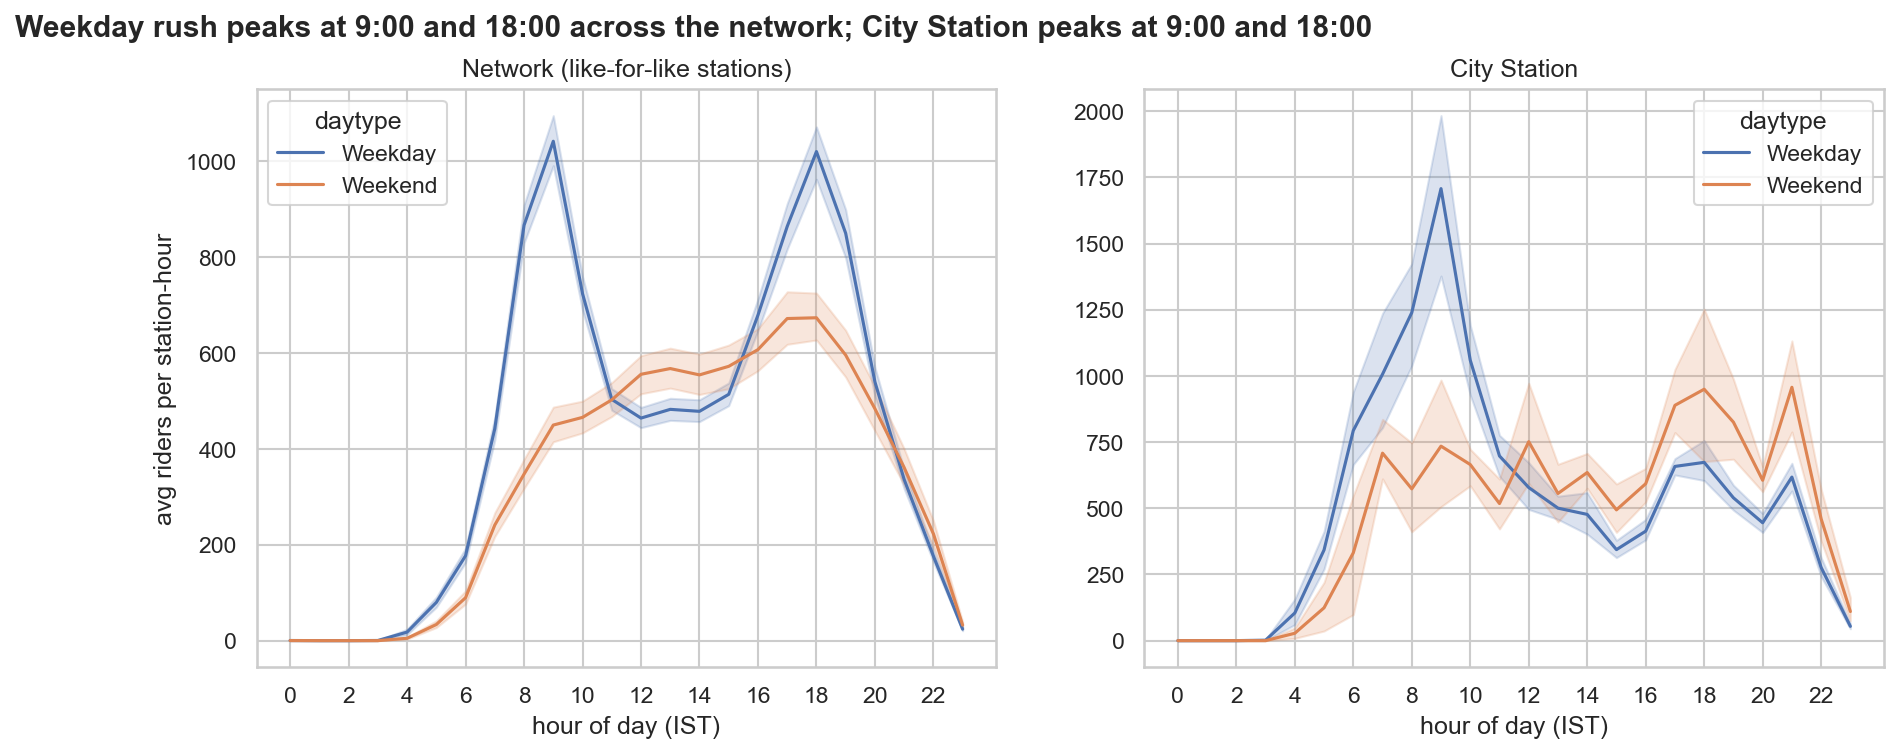 Weekday rush peaks at 9:00 and 18:00 across the network; City Station peaks at 9:00 and 18:00
Network (like-for-like stations)
daytype
Weekday
Weekend
avg riders per station-hour
1000
800
600
400
200
0
0 2 4 6 8 10 12 14 16 18 20 22
hour of day (IST)
City Station
daytype
Weekday
Weekend
2000
1750
1500
1250
1000
750
500
250
0
0 2 4 6 8 10 12 14 16 18 20 22
hour of day (IST)